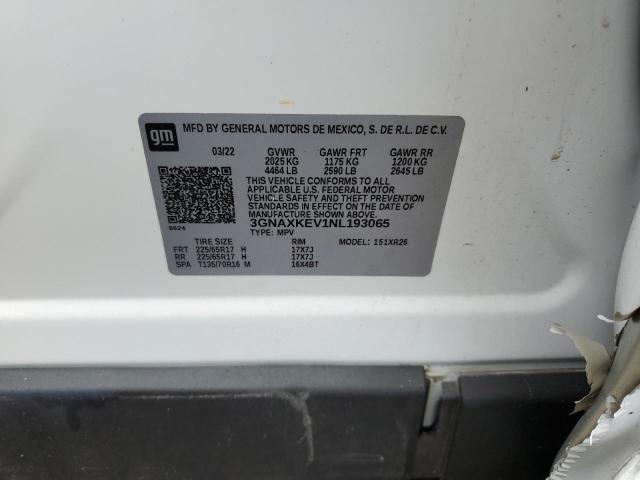 gm
MFD BY GENERAL MOTORS DE MEXICO, S. DE R.L. DE C.V.
03/22 GVWR GAWR FRT GAWR RR
2025 KG 1175 KG 1200 KG
4464 LB 2590 LB 2645 LB
THIS VEHICLE CONFORMS TO ALL
APPLICABLE U.S. FEDERAL MOTOR
VEHICLE SAFETY AND THEFT PREVENTION
STANDARDS IN EFFECT ON THE DATE OF
MANUFACTURE SHOWN ABOVE.
3GNAXKEV1NL193065
8624
TYPE: MPV
TIRE SIZE RIM MODEL: 151XR26
FRT 225/65R17 H 17X7J
RR 225/65R17 H 17X7J
SPA T135/70R16 M 16X4BT